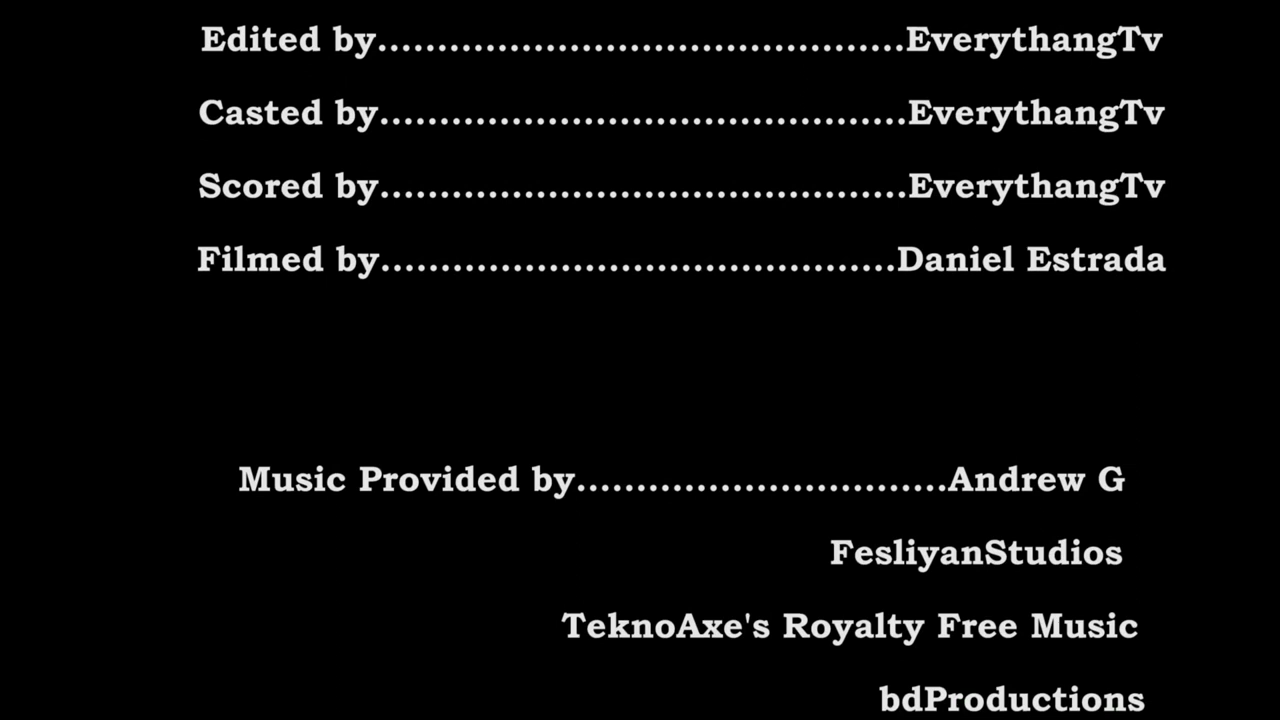 Edited by............................................EverythangTv
Casted by............................................EverythangTv
Scored by............................................EverythangTv
Filmed by...........................................Daniel Estrada
Music Provided by...............................Andrew G
FesliyanStudios
TeknoAxe's Royalty Free Music
bdProductions